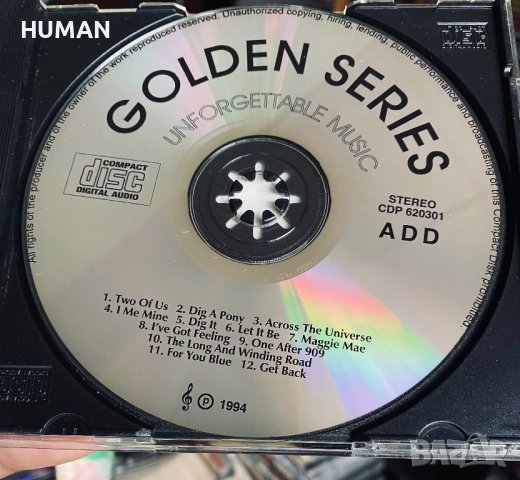 HUMAN
All rights of the producer and of the owner of the work reproduced reserved. Unauthorized copying, hiring, lending, public performance and broadcasting of this Compact Disk prohibited.
GOLDEN SERIES
UNFORGETTABLE MUSIC
COMPACT
disc
DIGITAL AUDIO
STEREO
CDP 620301
ADD
1. Two Of Us 2. Dig A Pony 3. Across The Universe
4. I Me Mine 5. Dig It 6. Let It Be 7. Maggie Mae
8. I've Got Feeling 9. One After 909
10. The Long And Winding Road
11. For You Blue 12. Get Back
℗ 1994
BAZAR